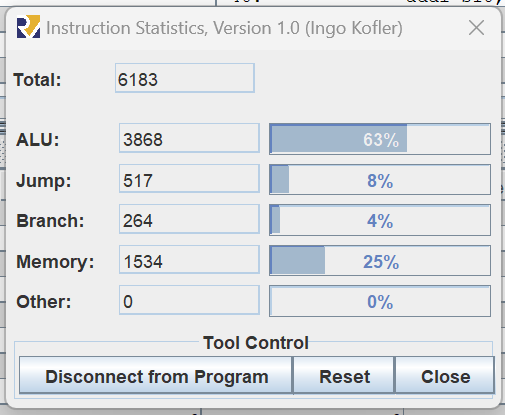 Instruction Statistics, Version 1.0 (Ingo Kofler)
Total: 6183
ALU: 3868 63%
Jump: 517 8%
Branch: 264 4%
Memory: 1534 25%
Other: 0 0%
Tool Control
Disconnect from Program Reset Close